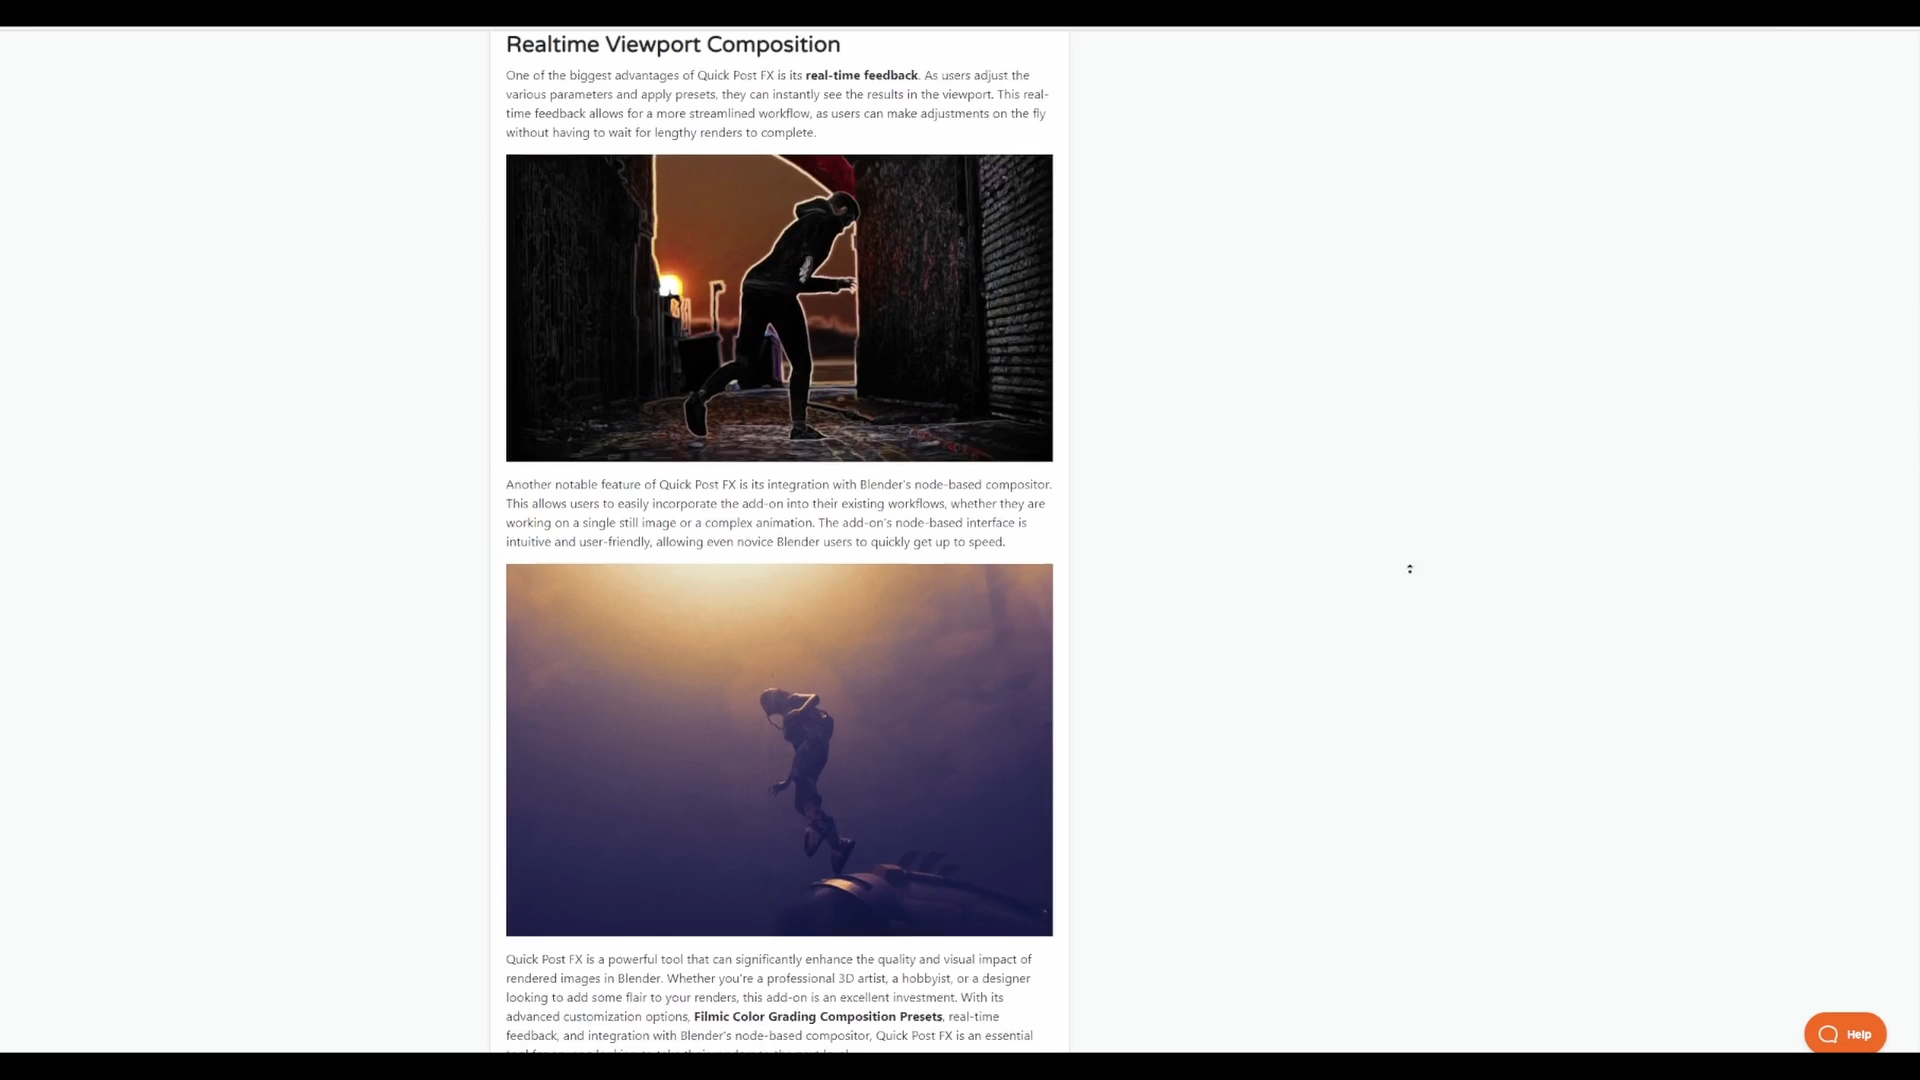 Realtime Viewport Composition
One of the biggest advantages of Quick Post FX is its real-time feedback. As users adjust the
various parameters and apply presets, they can instantly see the results in the viewport. This real-
time feedback allows for a more streamlined workflow, as users can make adjustments on the fly
without having to wait for lengthy renders to complete.
Another notable feature of Quick Post FX is its integration with Blender's node-based compositor.
This allows users to easily incorporate the add-on into their existing workflows, whether they are
working on a single still image or a complex animation. The add-on's node-based interface is
intuitive and user-friendly, allowing even novice Blender users to quickly get up to speed.
Quick Post FX is a powerful tool that can significantly enhance the quality and visual impact of
rendered images in Blender. Whether you're a professional 3D artist, a hobbyist, or a designer
looking to add some flair to your renders, this add-on is an excellent investment. With its
advanced customization options, Filmic Color Grading Composition Presets, real-time
feedback, and integration with Blender's node-based compositor, Quick Post FX is an essential
Help